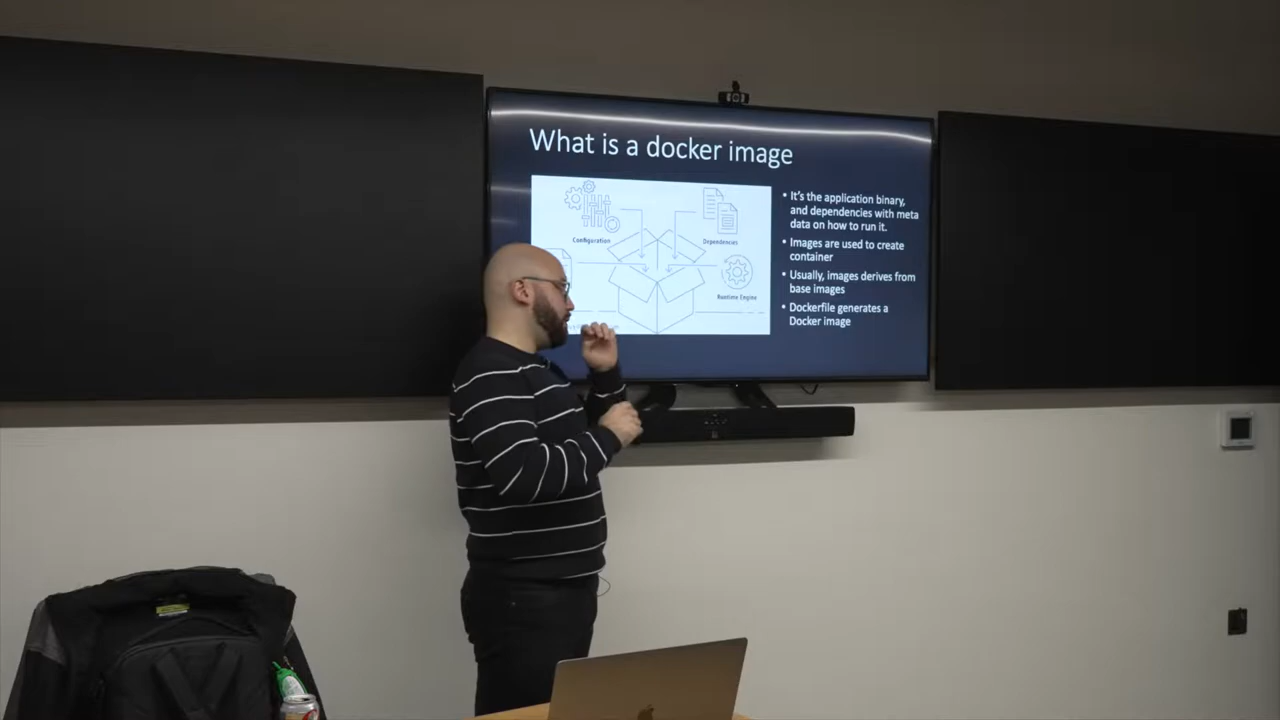 What is a docker image
Configuration
Dependencies
Runtime Engine
• It's the application binary,
and dependencies with meta
data on how to run it.
• Images are used to create
container
• Usually, images derives from
base images
• Dockerfile generates a
Docker image